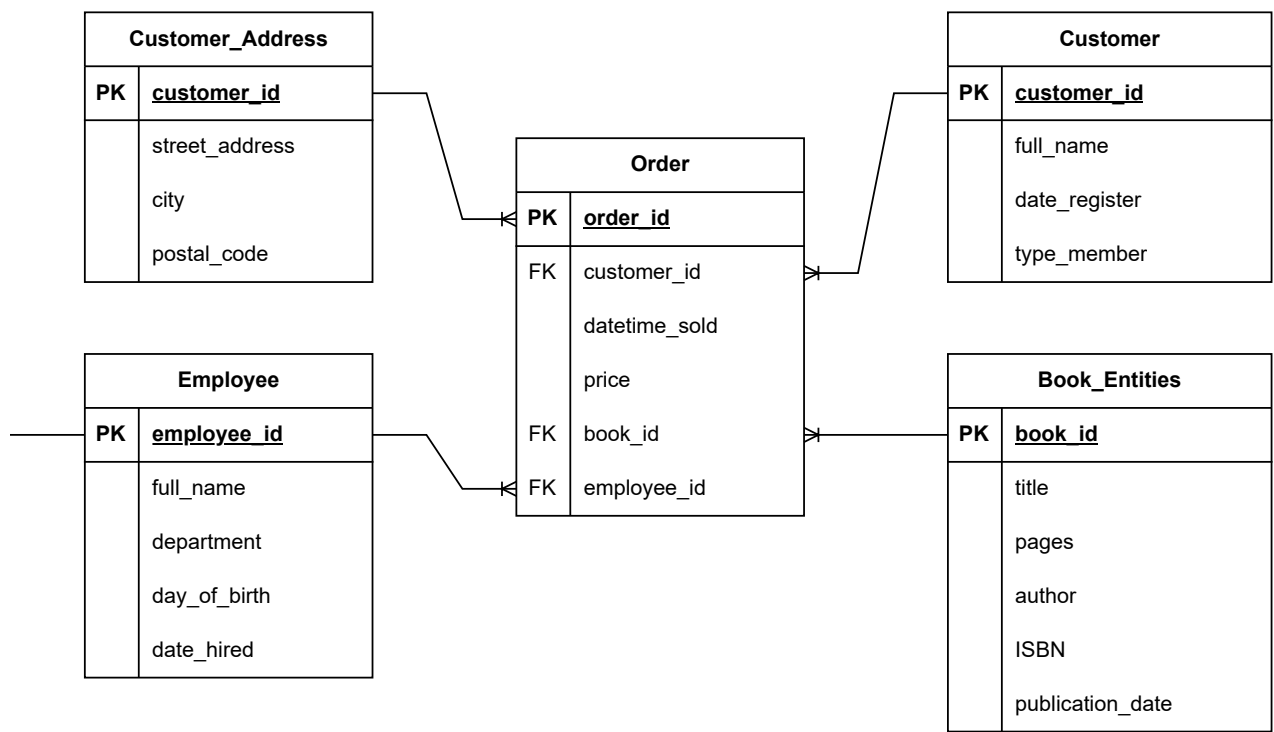 Customer_Address
PK customer_id
street_address
city
postal_code
Customer
PK customer_id
full_name
date_register
type_member
Order
PK order_id
FK customer_id
datetime_sold
price
FK book_id
FK employee_id
Employee
PK employee_id
full_name
department
day_of_birth
date_hired
Book_Entities
PK book_id
title
pages
author
ISBN
publication_date